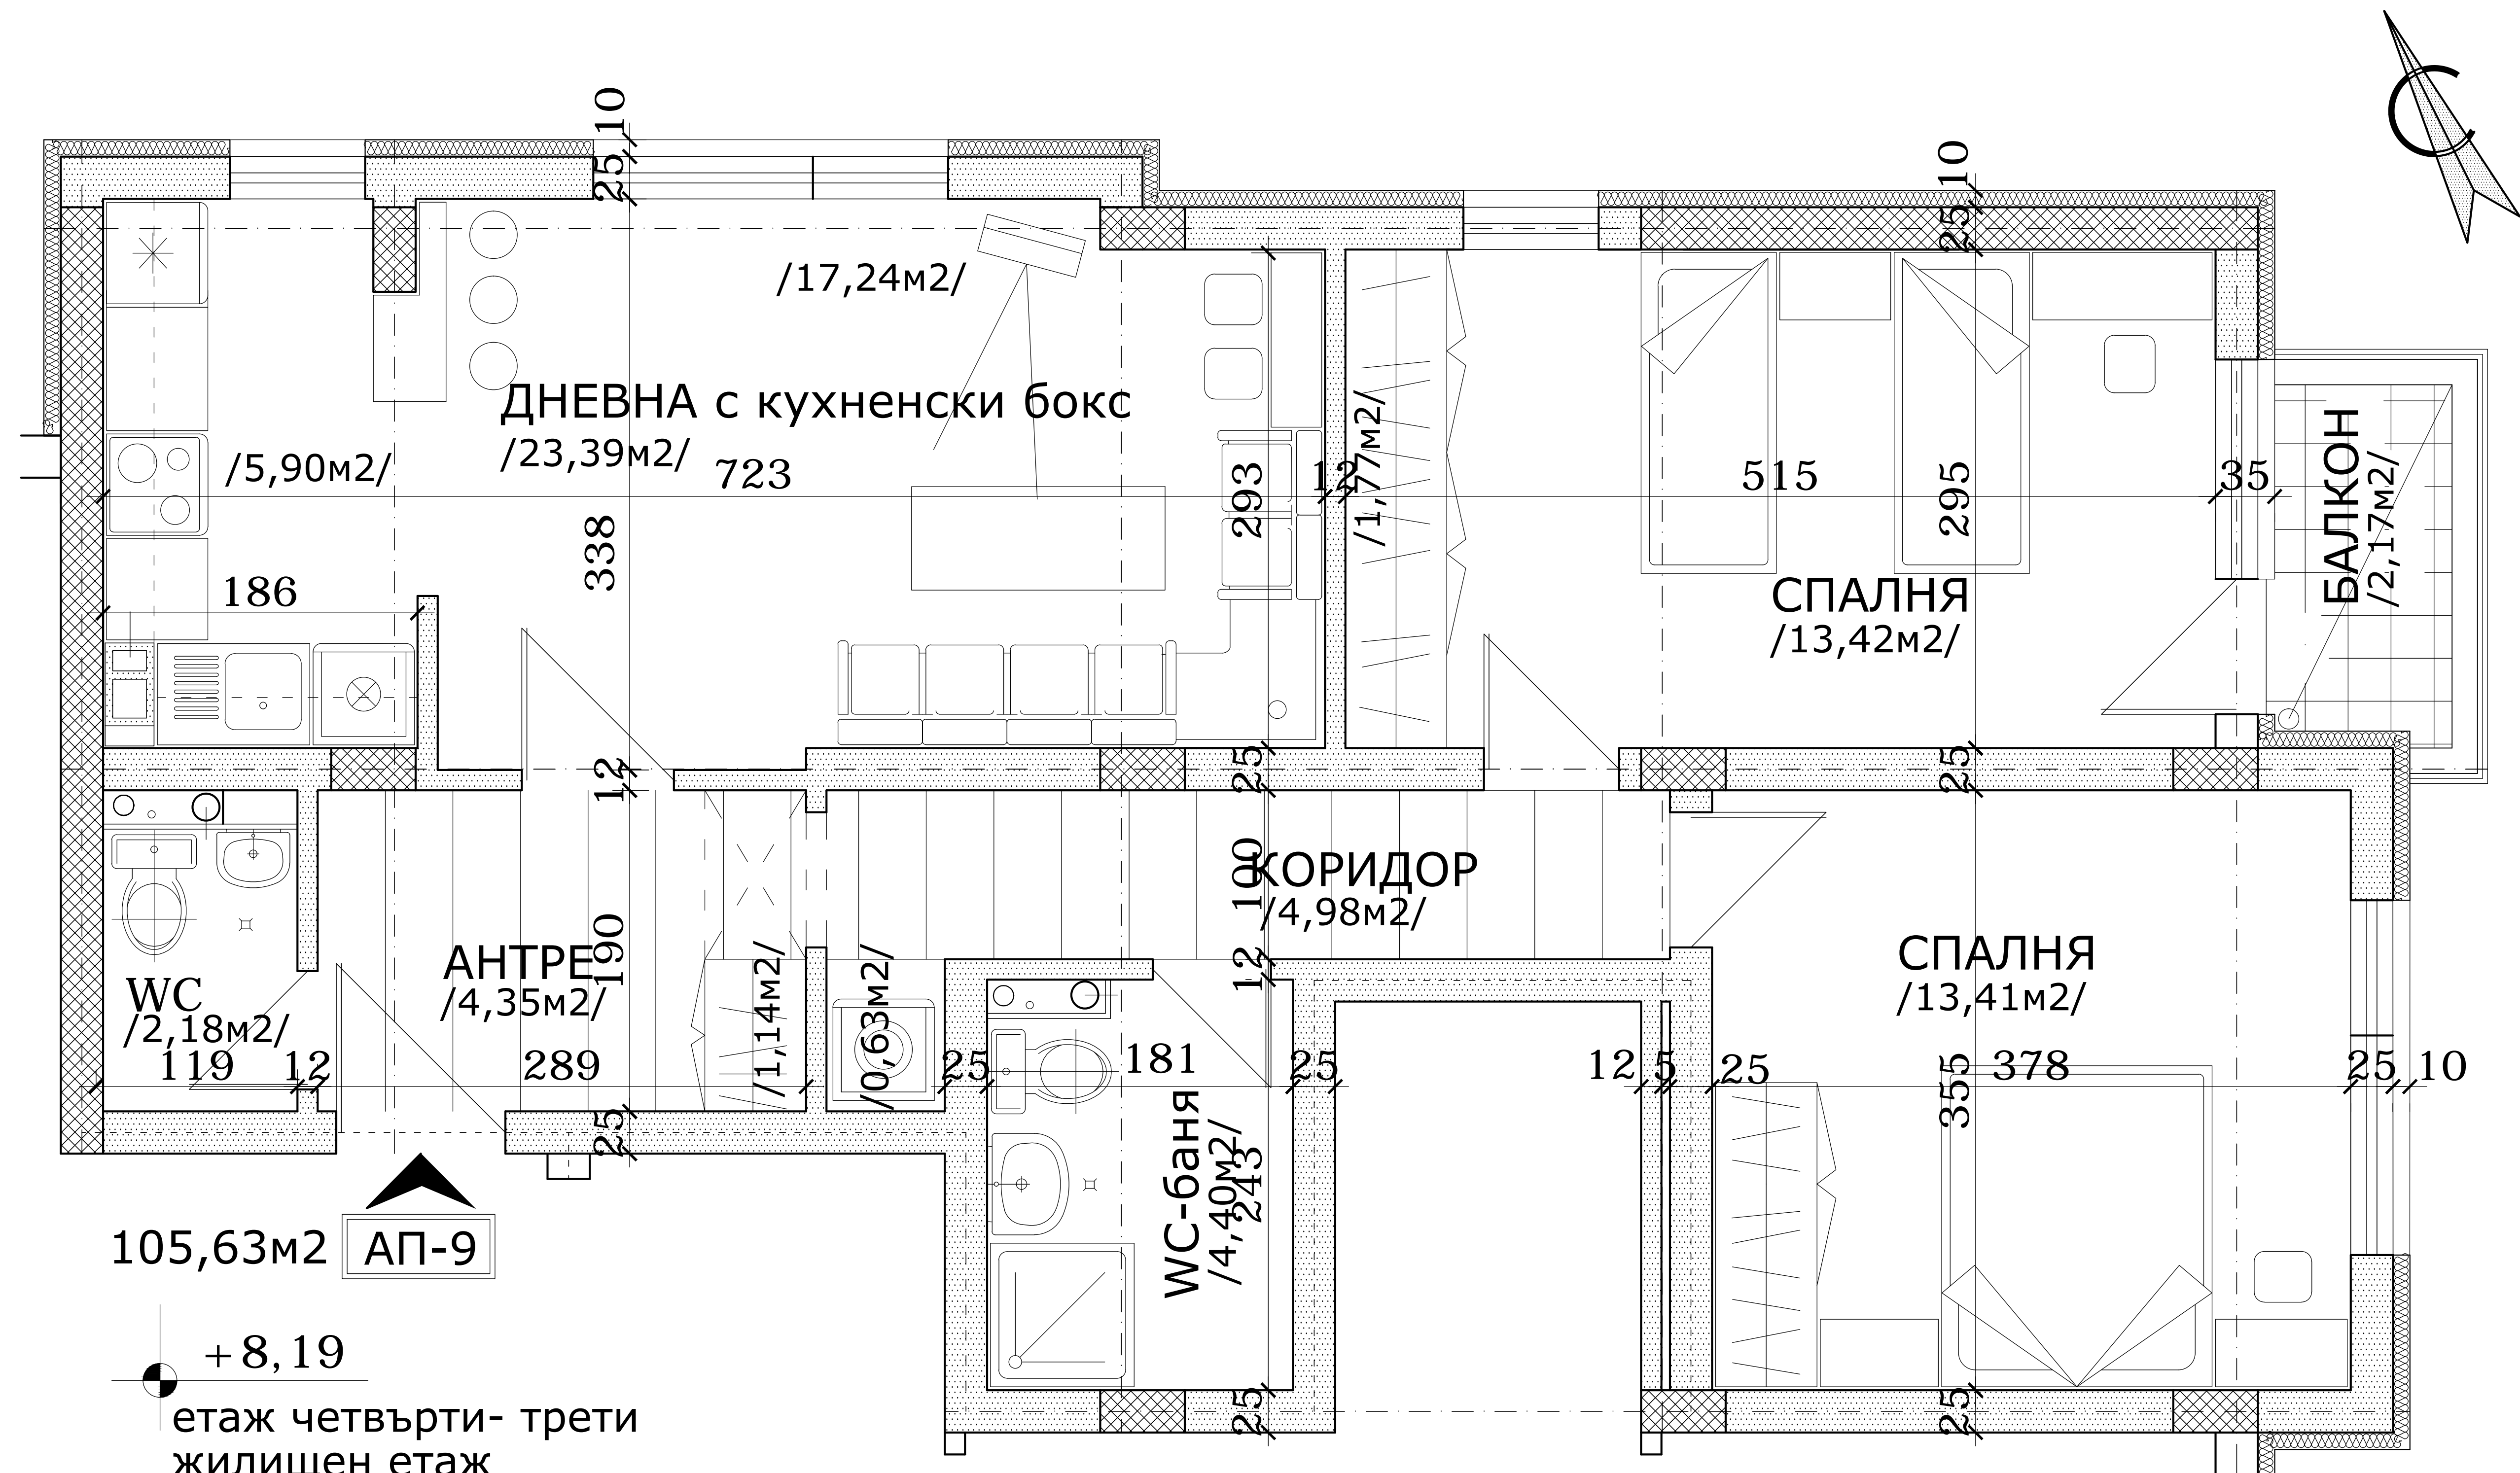 10
25
10
25
/17,24м2/
ДНЕВНА с кухненски бокс
/23,39м2/
/5,90м2/
723
293
12
/1,77м2/
515
295
35
БАЛКОН
/2,17м2/
338
186
СПАЛНЯ
/13,42м2/
12
25
25
100
КОРИДОР
/4,98м2/
190
АНТРЕ
/4,35м2/
WC
/2,18м2/
12
СПАЛНЯ
/13,41м2/
119
12
289
/1,14м2/
/0,63м2/
25
181
25
12
5
25
378
355
25
10
25
WC-баня
/4,40м2/
243
105,63м2
АП-9
+8,19
25
25
етаж четвърти- трети
жилищен етаж